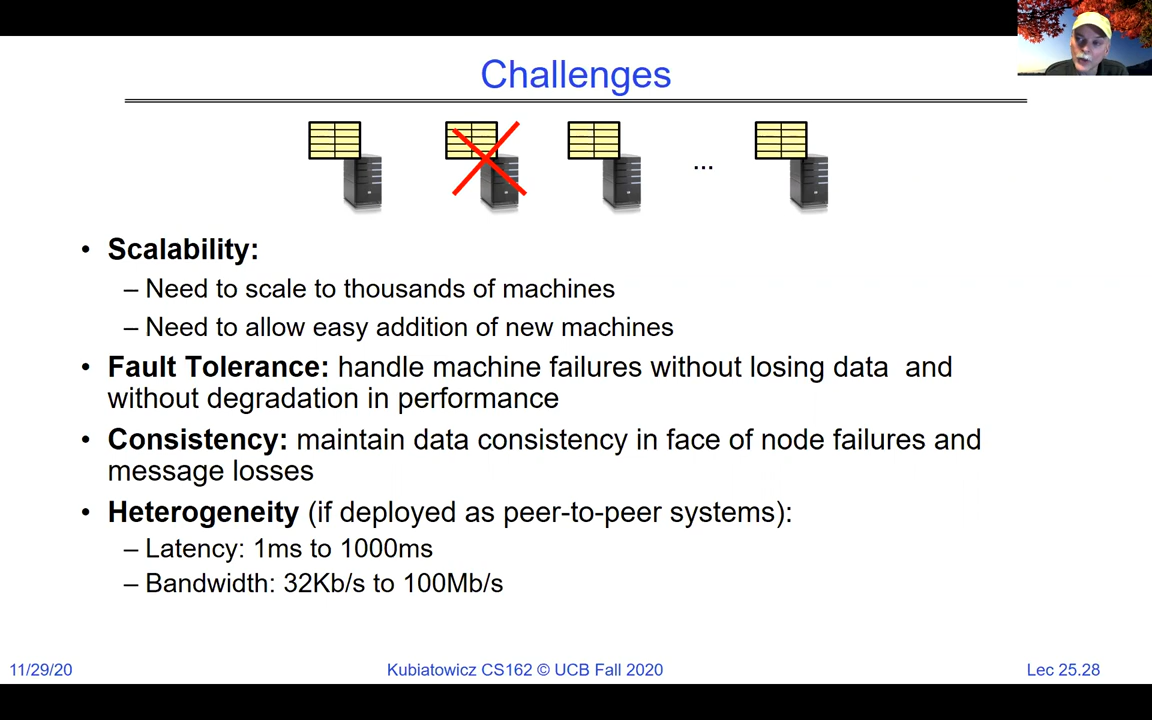 Challenges
...
• Scalability:
– Need to scale to thousands of machines
– Need to allow easy addition of new machines
• Fault Tolerance: handle machine failures without losing data  and
without degradation in performance
• Consistency: maintain data consistency in face of node failures and
message losses
• Heterogeneity (if deployed as peer-to-peer systems):
– Latency: 1ms to 1000ms
– Bandwidth: 32Kb/s to 100Mb/s
11/29/20
Kubiatowicz CS162 © UCB Fall 2020
Lec 25.28